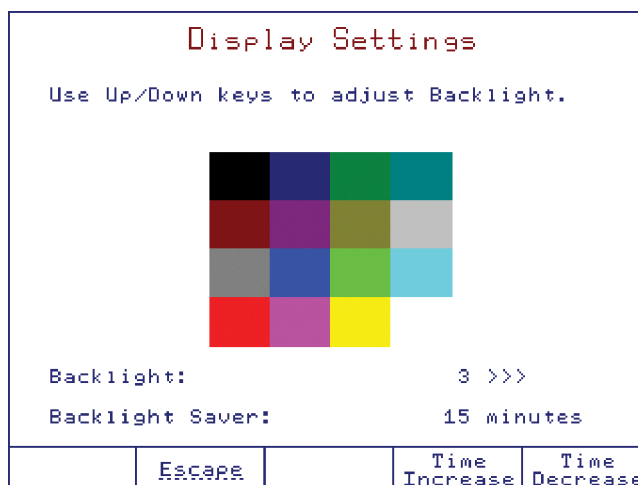 Display Settings
Use Up/Down keys to adjust Backlight.
Backlight: 3 >>>
Backlight Saver: 15 minutes
Escape
Time Increase
Time Decrease